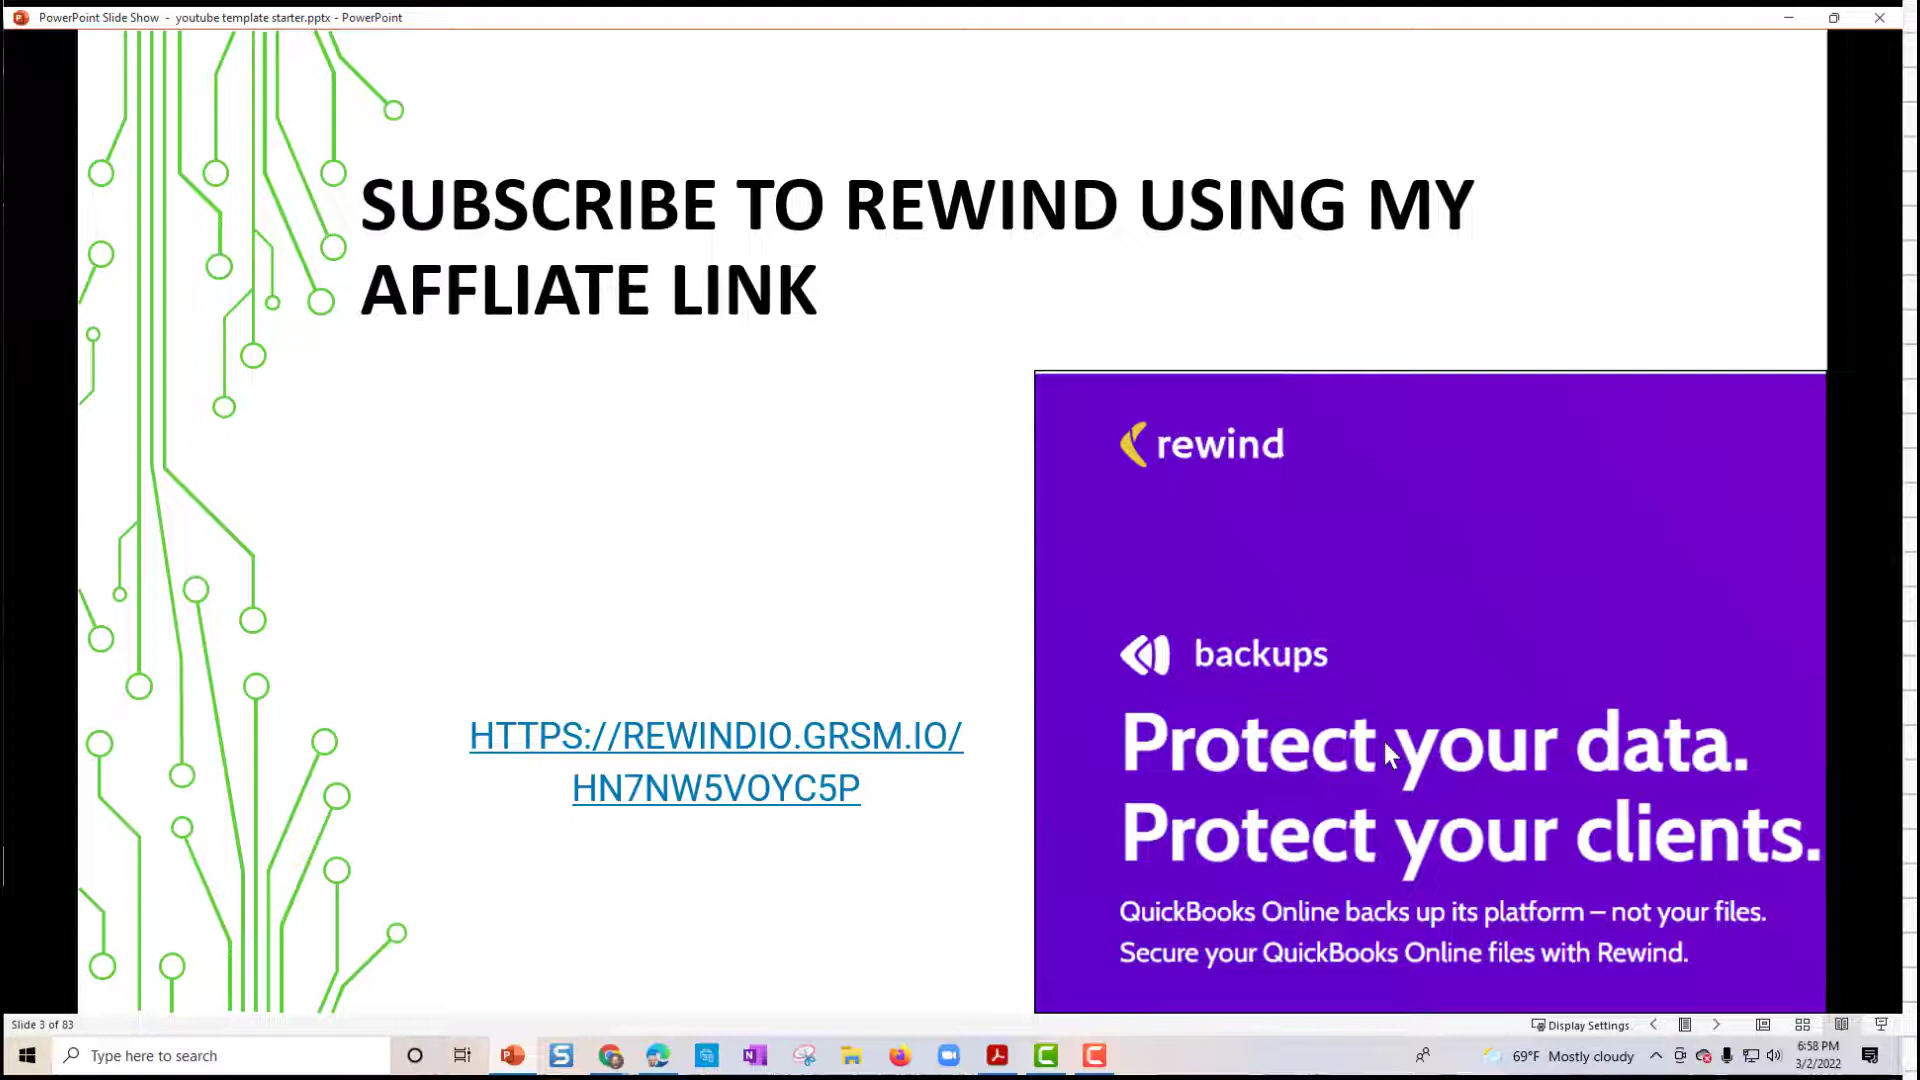 PowerPoint Slide Show - youtube template starter.pptx - PowerPoint
SUBSCRIBE TO REWIND USING MY
AFFLIATE LINK
rewind
backups
Protect your data.
Protect your clients.
QuickBooks Online backs up its platform – not your files.
Secure your QuickBooks Online files with Rewind.
HTTPS://REWINDIO.GRSM.IO/
HN7NW5VOYC5P
Slide 3 of 83
Display Settings
Type here to search
69°F Mostly cloudy
6:58 PM
3/2/2022